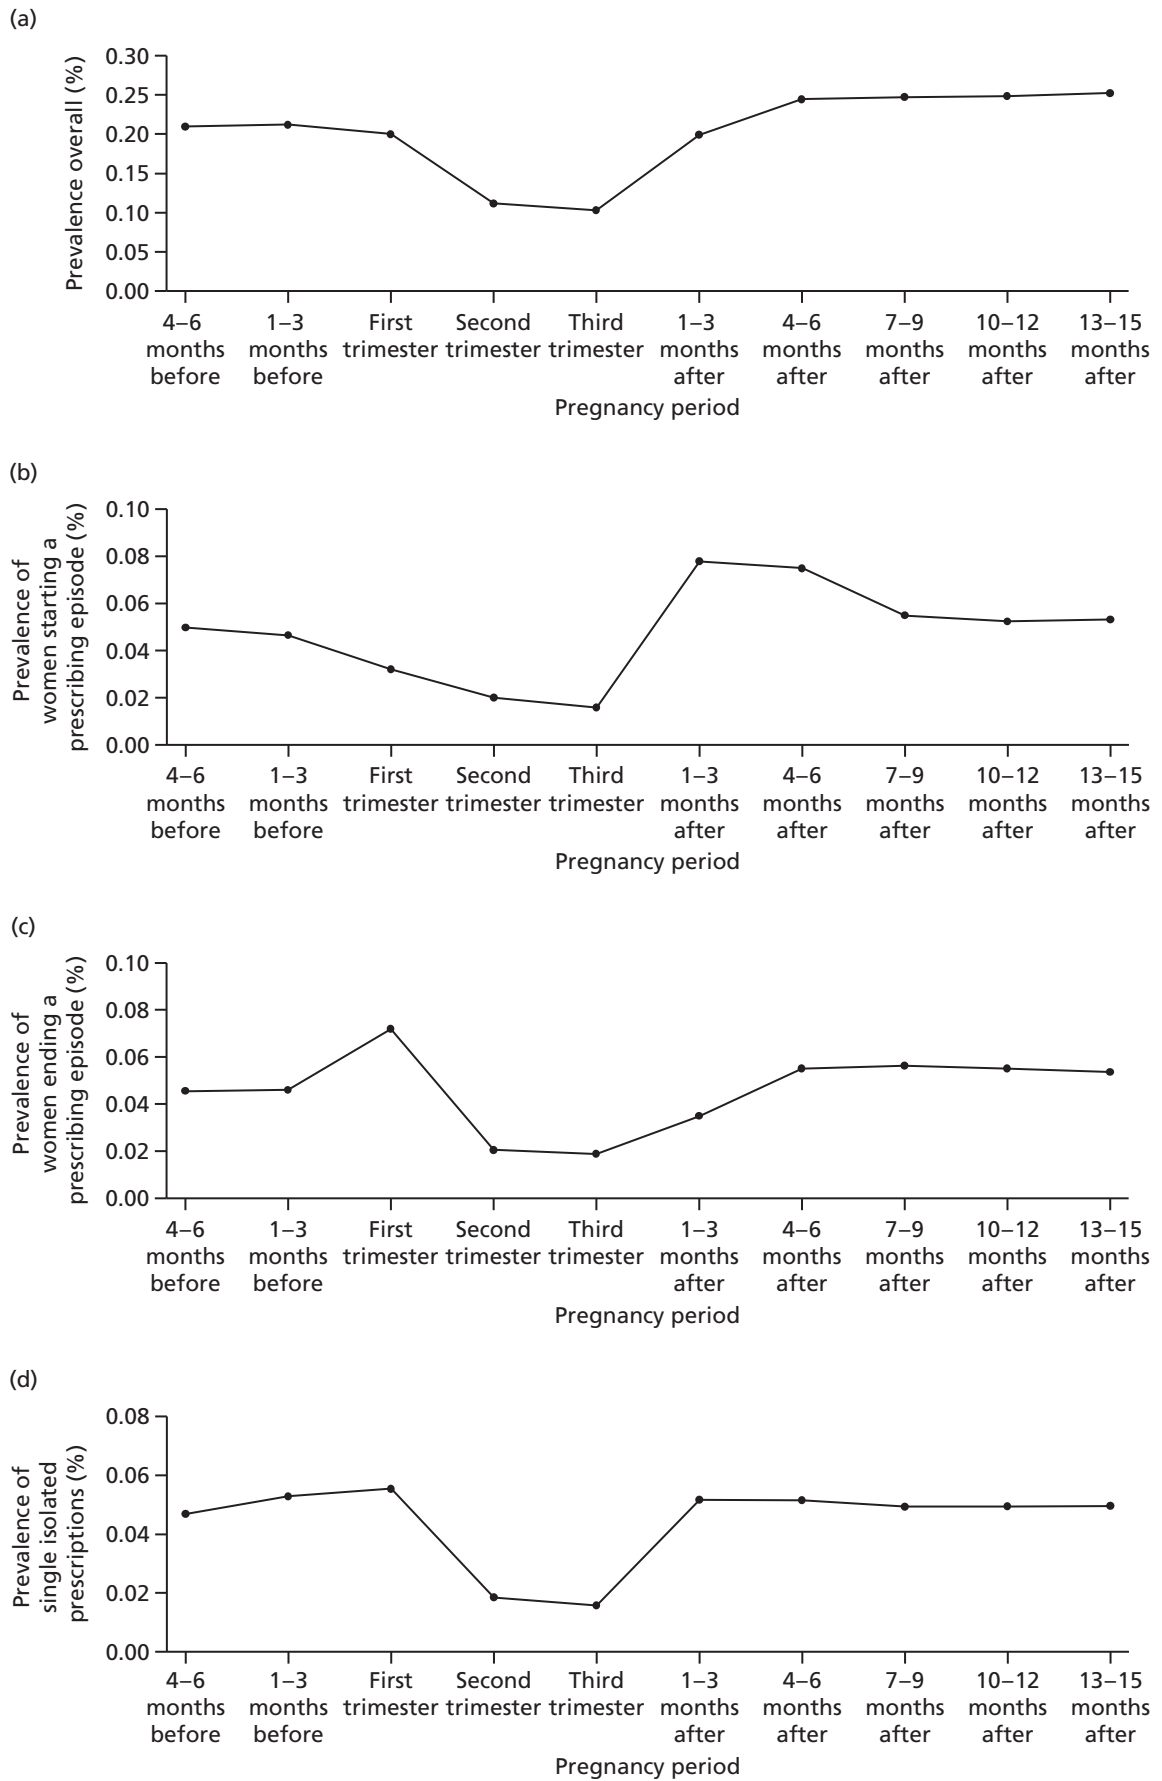 (a)
Prevalence overall (%)
0.30
0.25
0.20
0.15
0.10
0.05
0.00
4–6 months before
1–3 months before
First trimester
Second trimester
Third trimester
1–3 months after
4–6 months after
7–9 months after
10–12 months after
13–15 months after
Pregnancy period
(b)
Prevalence of
women starting a
prescribing episode (%)
0.10
0.08
0.06
0.04
0.02
0.00
4–6 months before
1–3 months before
First trimester
Second trimester
Third trimester
1–3 months after
4–6 months after
7–9 months after
10–12 months after
13–15 months after
Pregnancy period
(c)
Prevalence of
women ending a
prescribing episode (%)
0.10
0.08
0.06
0.04
0.02
0.00
4–6 months before
1–3 months before
First trimester
Second trimester
Third trimester
1–3 months after
4–6 months after
7–9 months after
10–12 months after
13–15 months after
Pregnancy period
(d)
Prevalence of
single isolated
prescriptions (%)
0.08
0.06
0.04
0.02
0.00
4–6 months before
1–3 months before
First trimester
Second trimester
Third trimester
1–3 months after
4–6 months after
7–9 months after
10–12 months after
13–15 months after
Pregnancy period